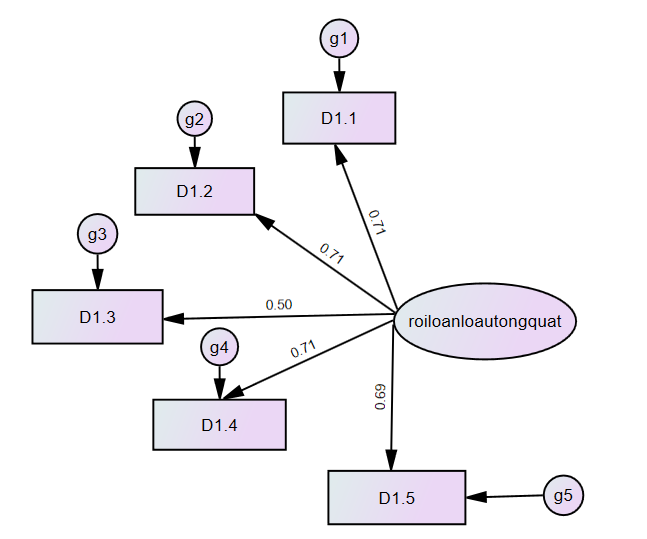 g1
D1.1
g2
D1.2
0.71
0.71
g3
D1.3
0.50
roiloanloautongquat
g4
0.71
D1.4
0.69
D1.5
g5